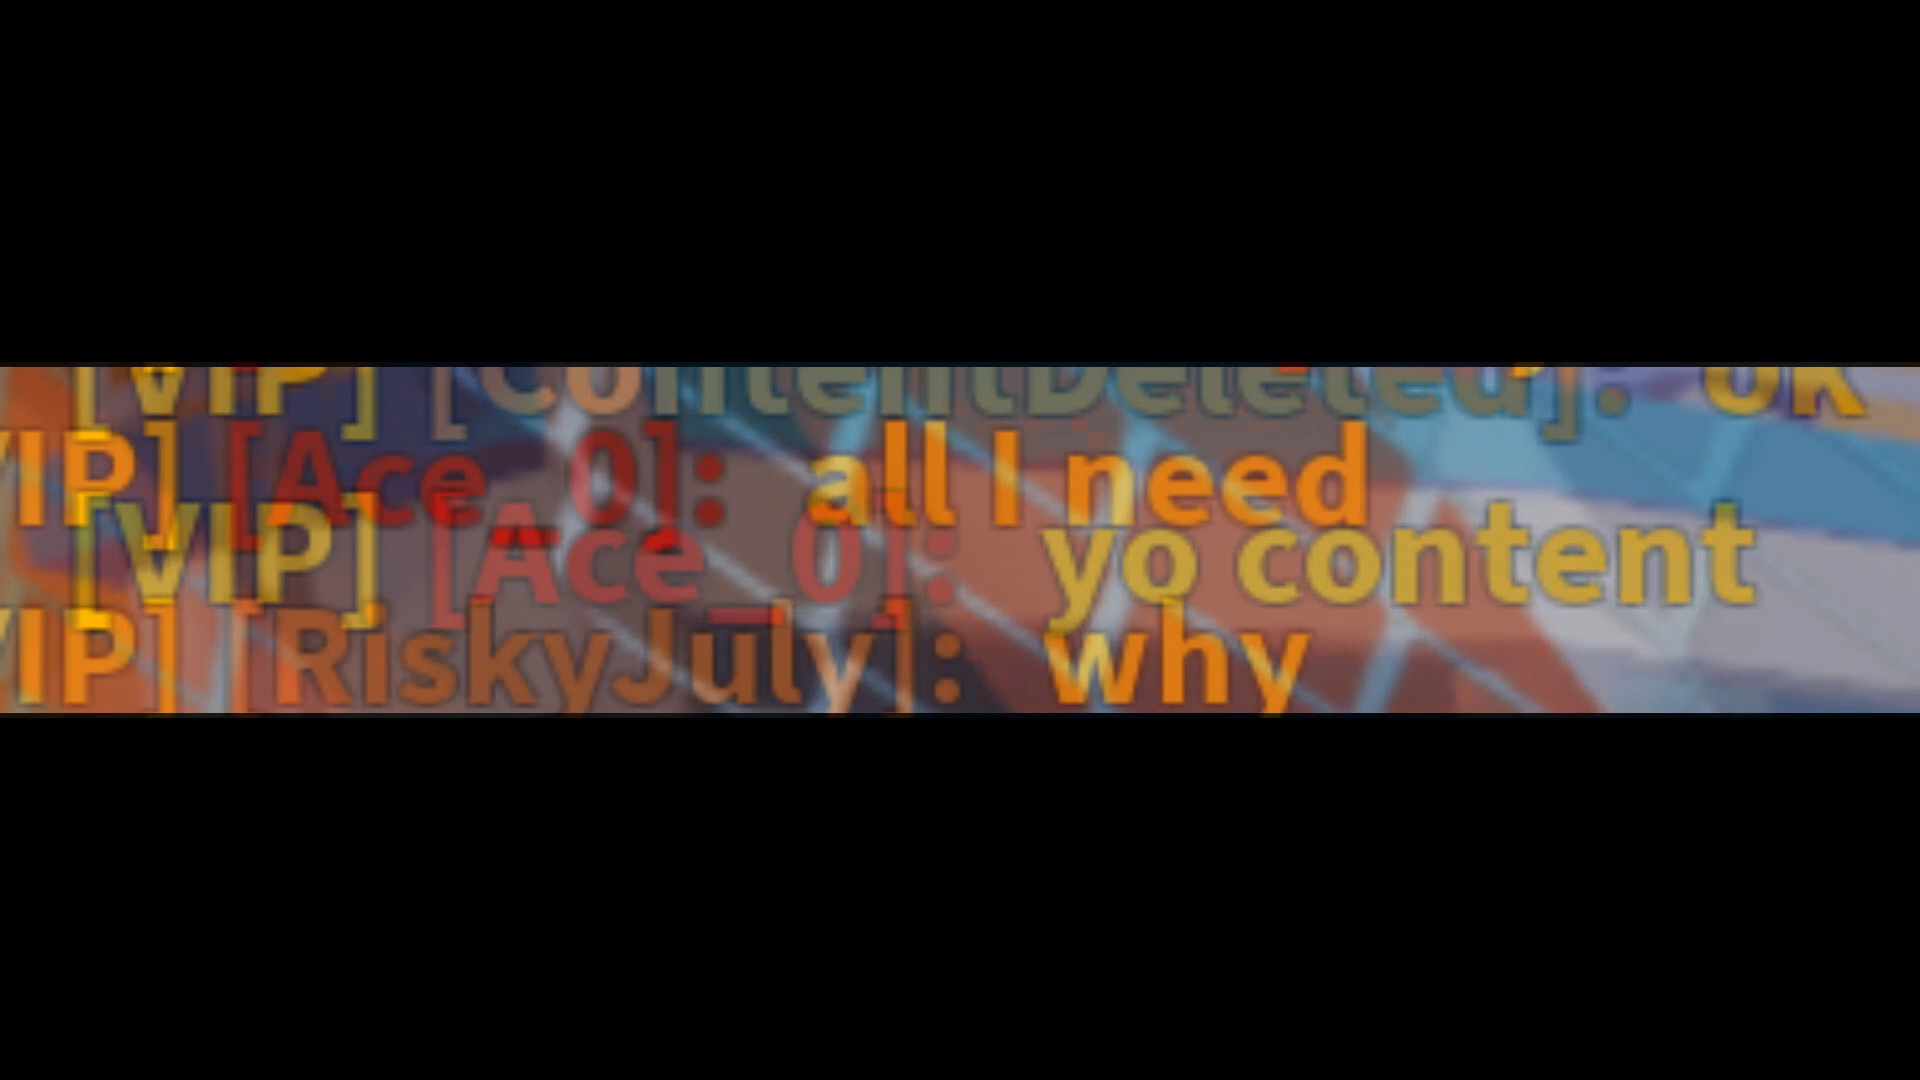 [VIP] [ContentDeleted]: ok
VIP] [Ace_0]: all I need
[VIP] [Ace_0]: yo content
VIP] [RiskyJuly]: why